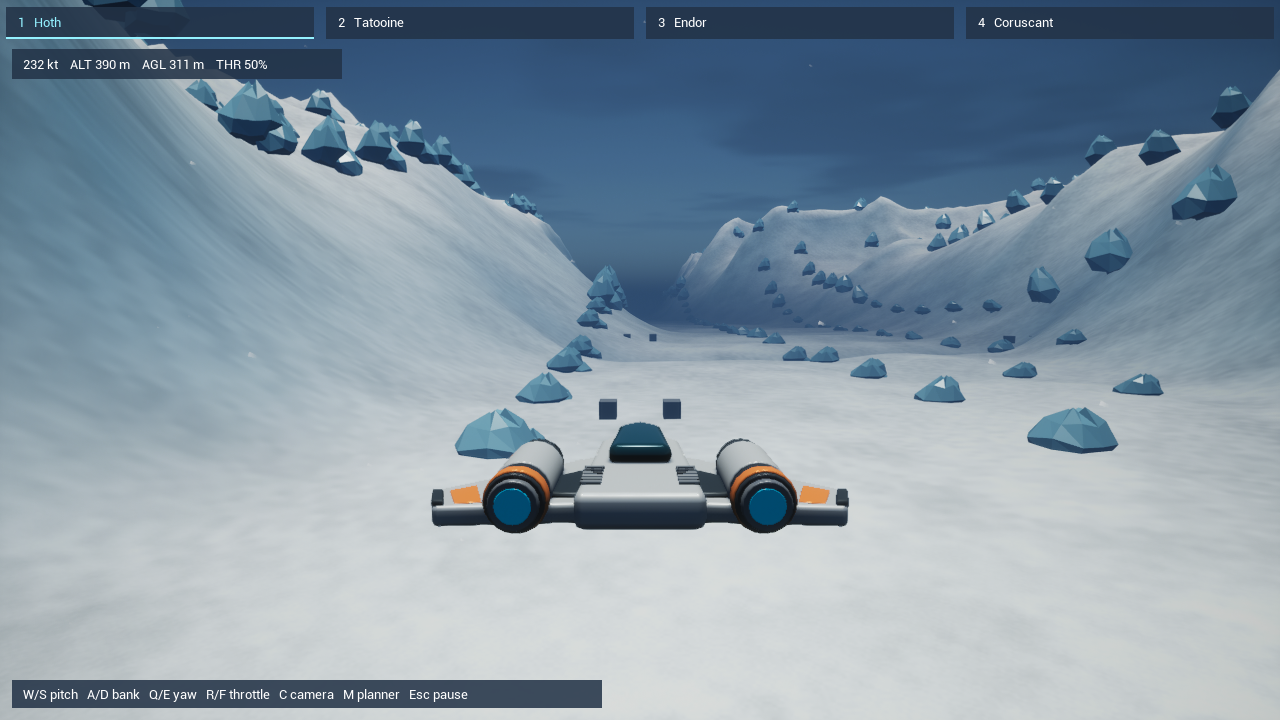 1 Hoth
2 Tatooine
3 Endor
4 Coruscant
232 kt ALT 390 m AGL 311 m THR 50%
W/S pitch A/D bank Q/E yaw R/F throttle C camera M planner Esc pause